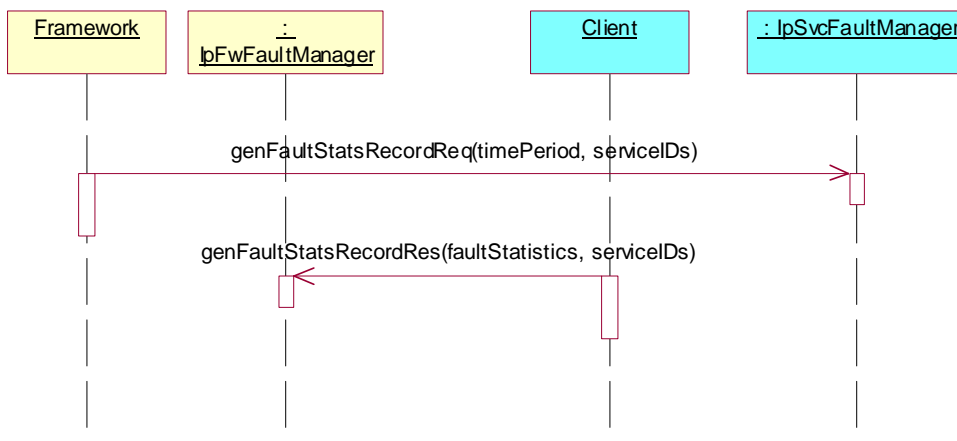 Framework
:
IpFwFaultManager
Client
: IpSvcFaultManager
genFaultStatsRecordReq(timePeriod, serviceIDs)
genFaultStatsRecordRes(faultStatistics, serviceIDs)